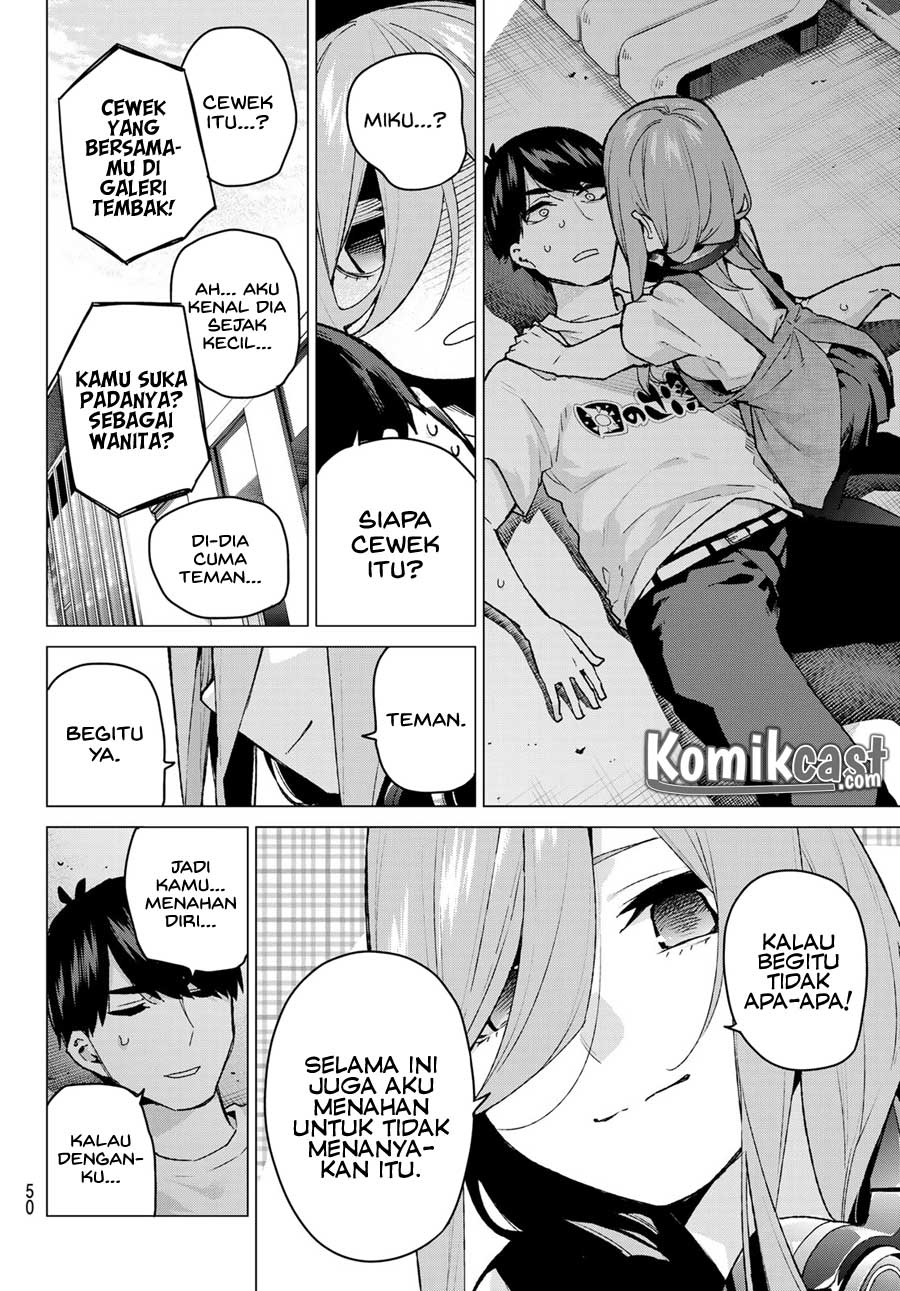 Komikcast
.com
MIKU...?
SIAPA
CEWEK
ITU?
CEWEK
ITU...?
CEWEK
YANG
BERSAMA-
MU DI
GALERI
TEMBAK!
AH... AKU
KENAL DIA
SEJAK
KECIL...
KAMU SUKA
PADANYA?
SEBAGAI
WANITA?
DI-DIA
CUMA
TEMAN...
TEMAN.
BEGITU
YA.
KALAU
BEGITU
TIDAK
APA-APA!
SELAMA INI
JUGA AKU
MENAHAN
UNTUK TIDAK
MENANYA-
KAN ITU.
JADI
KAMU...
MENAHAN
DIRI...
KALAU
DENGAN-
KU...
50